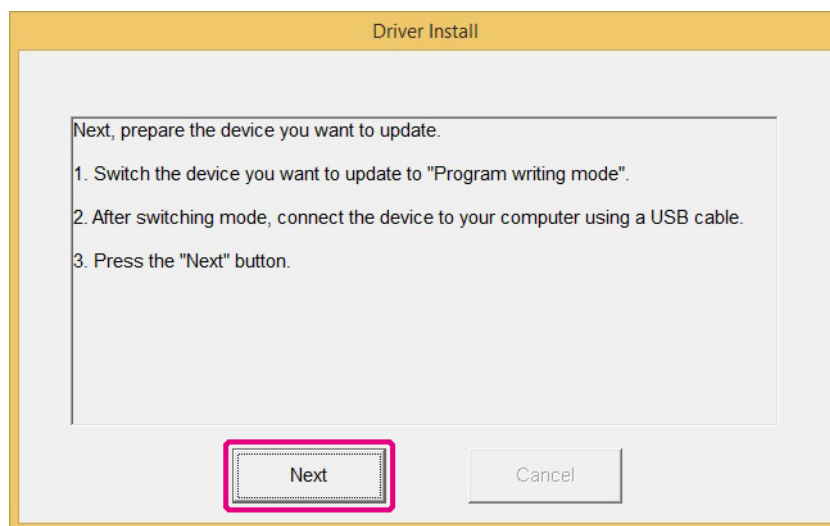 Driver Install
Next, prepare the device you want to update.
1. Switch the device you want to update to "Program writing mode".
2. After switching mode, connect the device to your computer using a USB cable.
3. Press the "Next" button.
Next
Cancel